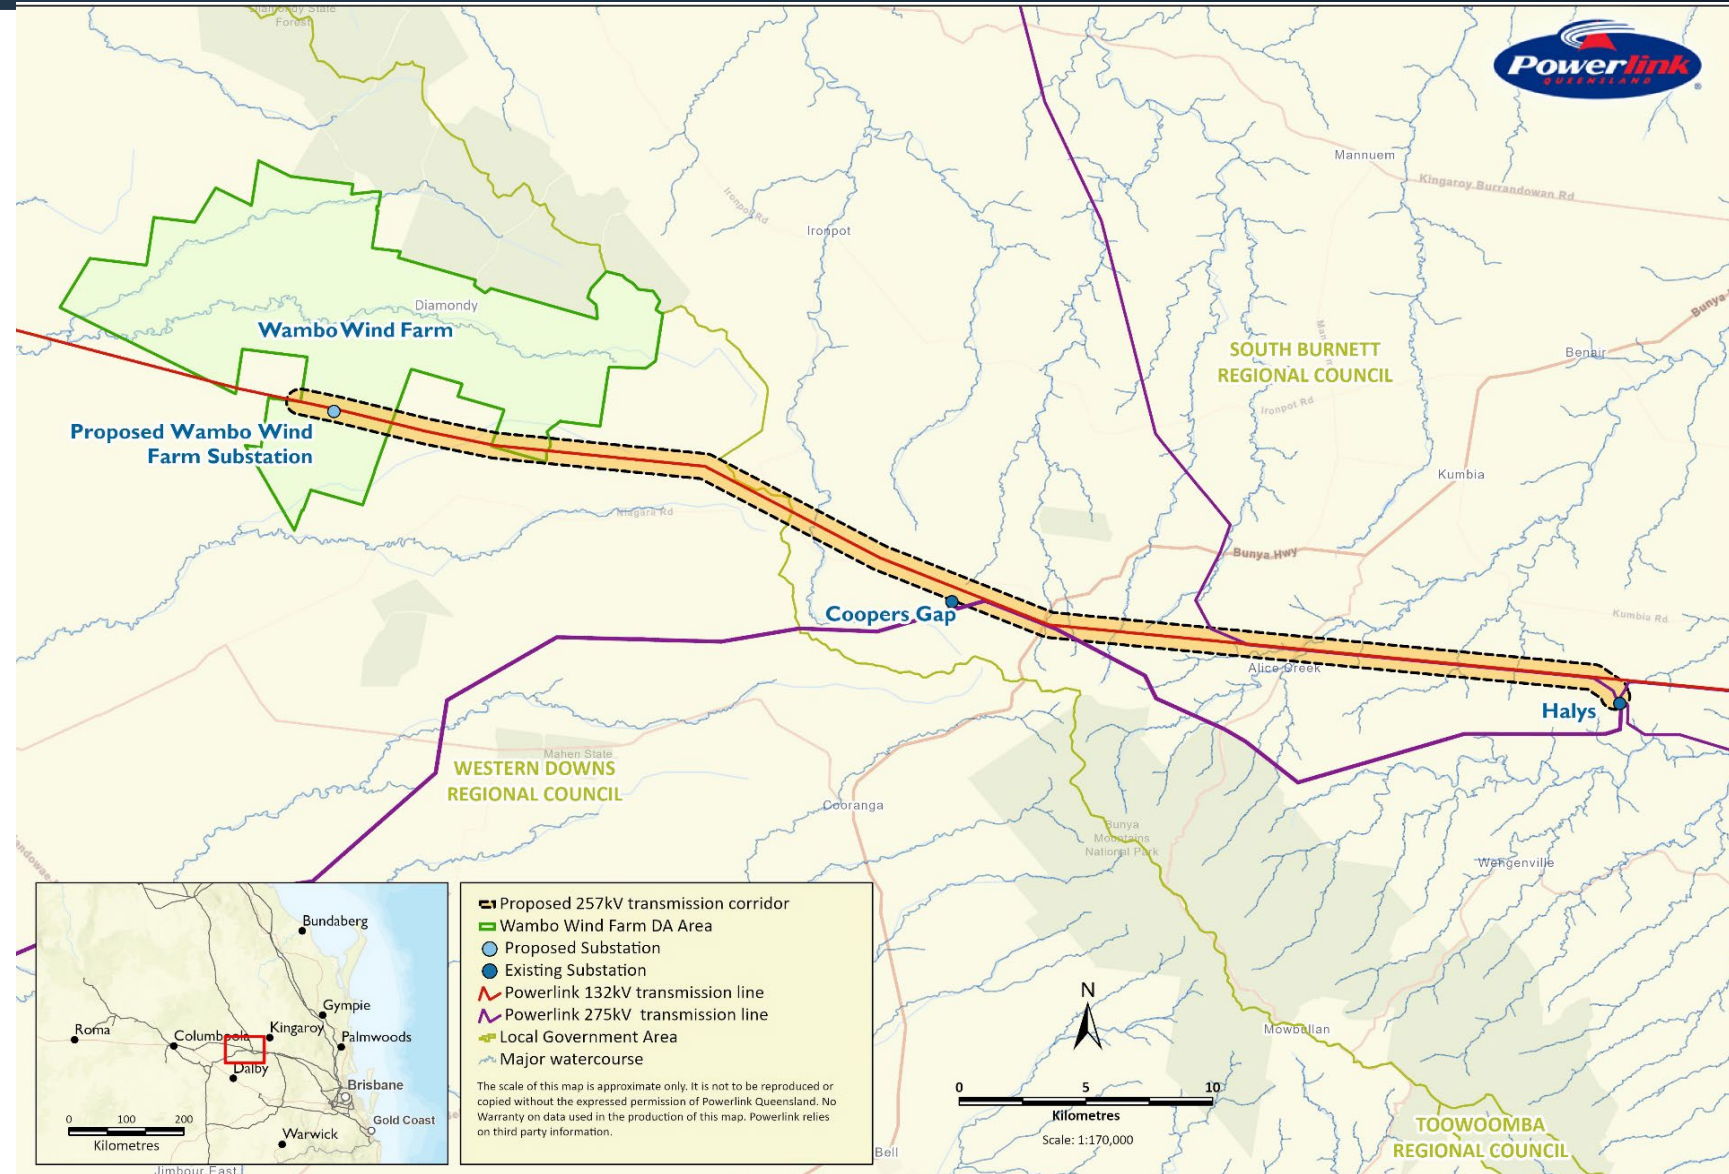 Diamondy State
Forest
Powerlink
QUEENSLAND
Mannuem
Kingaroy Burrandowan Rd
Ironpot Rd
Ironpot
Diamondy
Wambo Wind Farm
SOUTH BURNETT
REGIONAL COUNCIL
Benair
Ironpot Rd
Proposed Wambo Wind
Farm Substation
Kumbia
Niagara Rd
Bunya Hwy
Coopers Gap
Kumbia Rd
Alice Creek
Halys
Mahen State
WESTERN DOWNS
REGIONAL COUNCIL
Cooranga
Bunya
Mountains
National Park
Wengenville
Mowbullan
TOOWOOMBA
REGIONAL COUNCIL
Bell
Jimbour East
Bundaberg
Gympie
Roma
Columboola
Kingaroy
Palmwoods
Dalby
Brisbane
Gold Coast
Warwick
0 100 200
Kilometres
Proposed 257kV transmission corridor
Wambo Wind Farm DA Area
Proposed Substation
Existing Substation
Powerlink 132kV transmission line
Powerlink 275kV transmission line
Local Government Area
Major watercourse
The scale of this map is approximate only. It is not to be reproduced or
copied without the expressed permission of Powerlink Queensland. No
Warranty on data used in the production of this map. Powerlink relies
on third party information.
N
0 5 10
Kilometres
Scale: 1:170,000